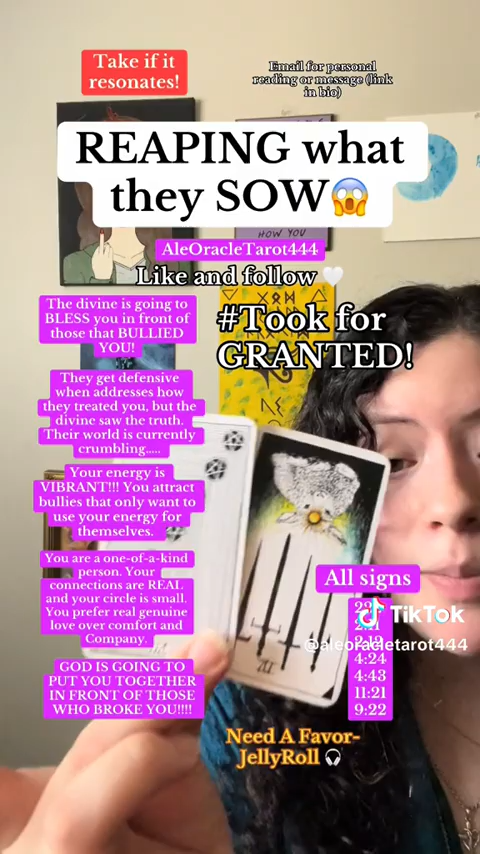 Take if it
resonates!
Email for personal
reading or message (link
in bio)
REAPING what
they SOW😱
HOW YOU
AleOracleTarot444
Like and follow 🤍
#Took for
GRANTED!
The divine is going to
BLESS you in front of
those that BULLIED
YOU!
They get defensive
when addresses how
they treated you, but the
divine saw the truth.
Their world is currently
crumbling.....
Your energy is
VIBRANT!!! You attract
bullies that only want to
use your energy for
themselves.
You are a one-of-a-kind
person. Your
connections are REAL
and your circle is small.
You prefer real genuine
love over comfort and
Company.
GOD IS GOING TO
PUT YOU TOGETHER
IN FRONT OF THOSE
WHO BROKE YOU!!!!
All signs
TikTok
@aleoracletarot444
4:24
4:43
11:21
9:22
Need A Favor-
JellyRoll 🎧